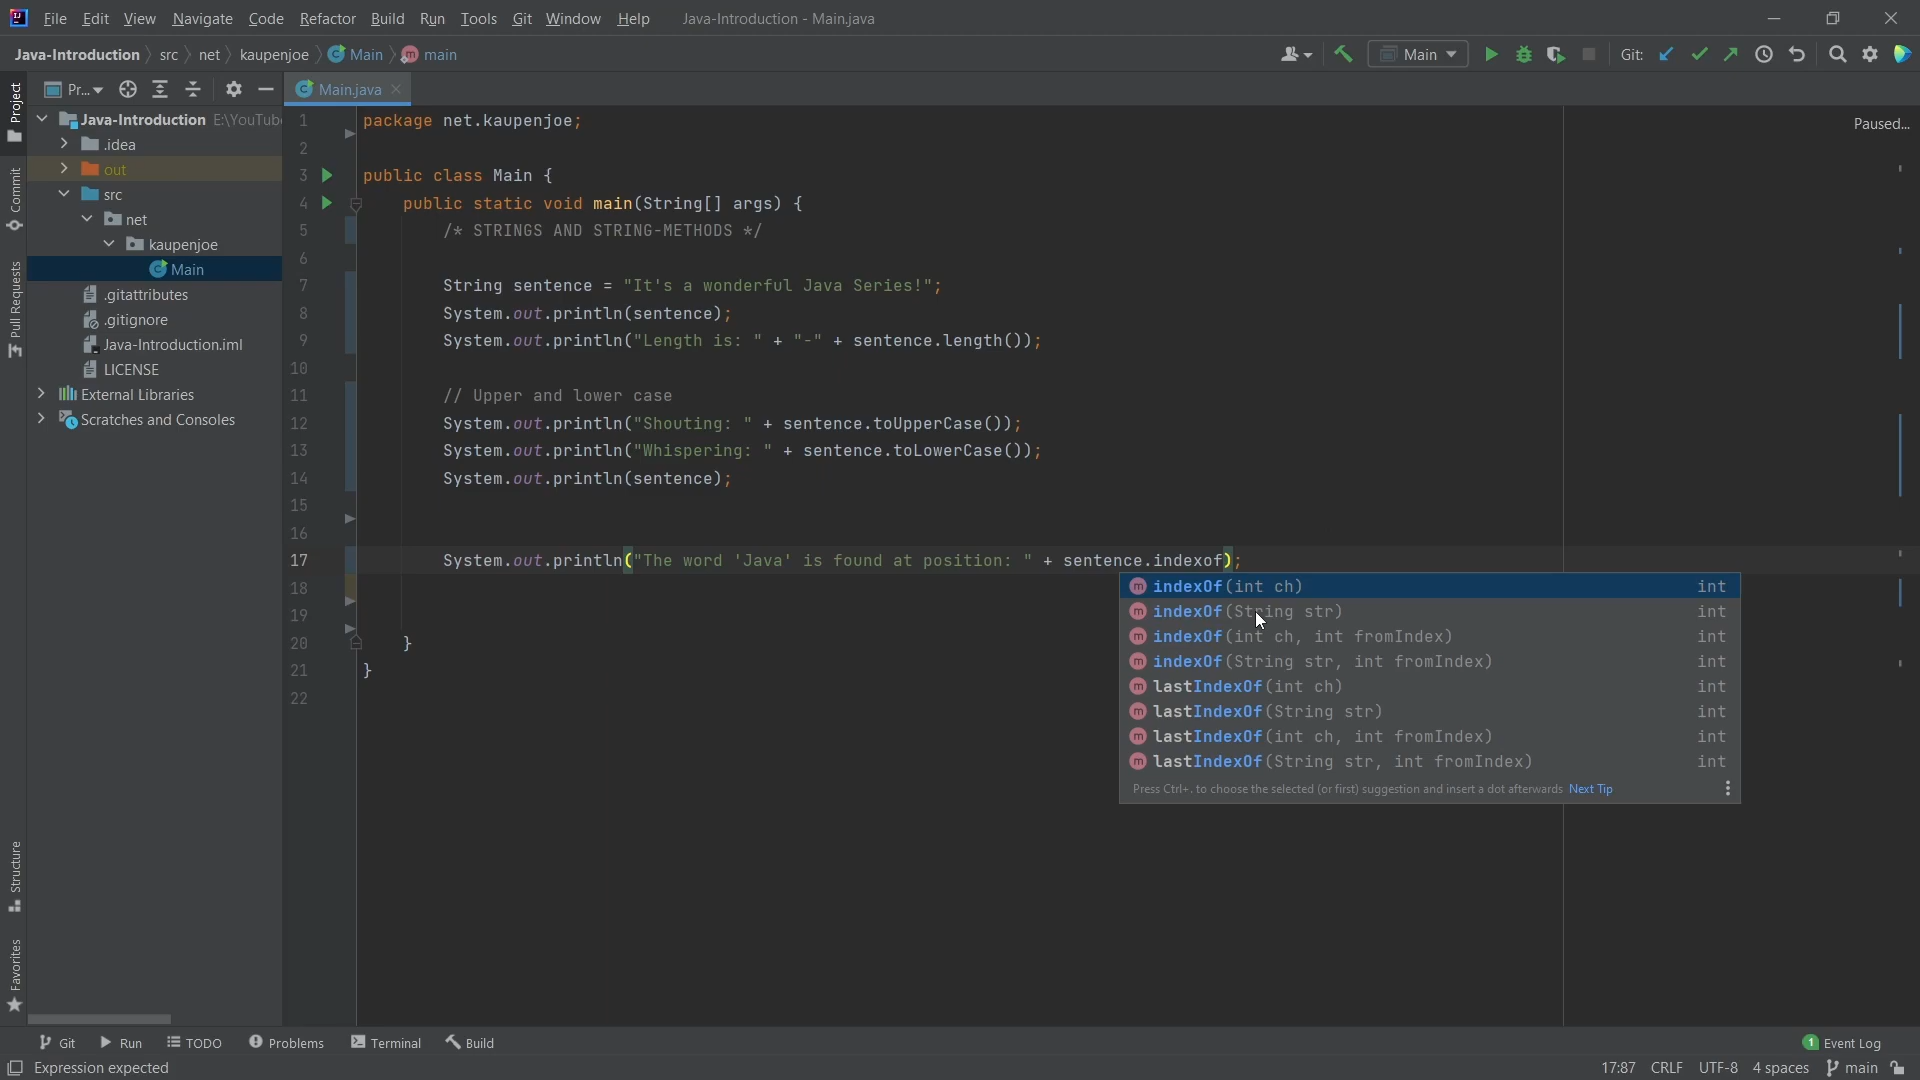 File Edit View Navigate Code Refactor Build Run Tools Git Window Help Java-Introduction - Main.java
Java-Introduction src net kaupenjoe Main main Main Git:
Pr... Main.java
Project
Commit
Pull Requests
Structure
Favorites
Java-Introduction E:\YouTub
.idea
out
src
net
kaupenjoe
Main
.gitattributes
.gitignore
Java-Introduction.iml
LICENSE
External Libraries
Scratches and Consoles
Paused...
1 package net.kaupenjoe;
2
3 public class Main {
4 public static void main(String[] args) {
5 /* STRINGS AND STRING-METHODS */
6
7 String sentence = "It's a wonderful Java Series!";
8 System.out.println(sentence);
9 System.out.println("Length is: " + "-" + sentence.length());
10
11 // Upper and lower case
12 System.out.println("Shouting: " + sentence.toUpperCase());
13 System.out.println("Whispering: " + sentence.toLowerCase());
14 System.out.println(sentence);
15
16
17 System.out.println("The word 'Java' is found at position: " + sentence.indexof);
18
19
20 }
21 }
22
indexOf(int ch) int
indexOf(String str) int
indexOf(int ch, int fromIndex) int
indexOf(String str, int fromIndex) int
lastIndexOf(int ch) int
lastIndexOf(String str) int
lastIndexOf(int ch, int fromIndex) int
lastIndexOf(String str, int fromIndex) int
Press Ctrl+. to choose the selected (or first) suggestion and insert a dot afterwards Next Tip
Git Run TODO Problems Terminal Build 1 Event Log
Expression expected 17:87 CRLF UTF-8 4 spaces main